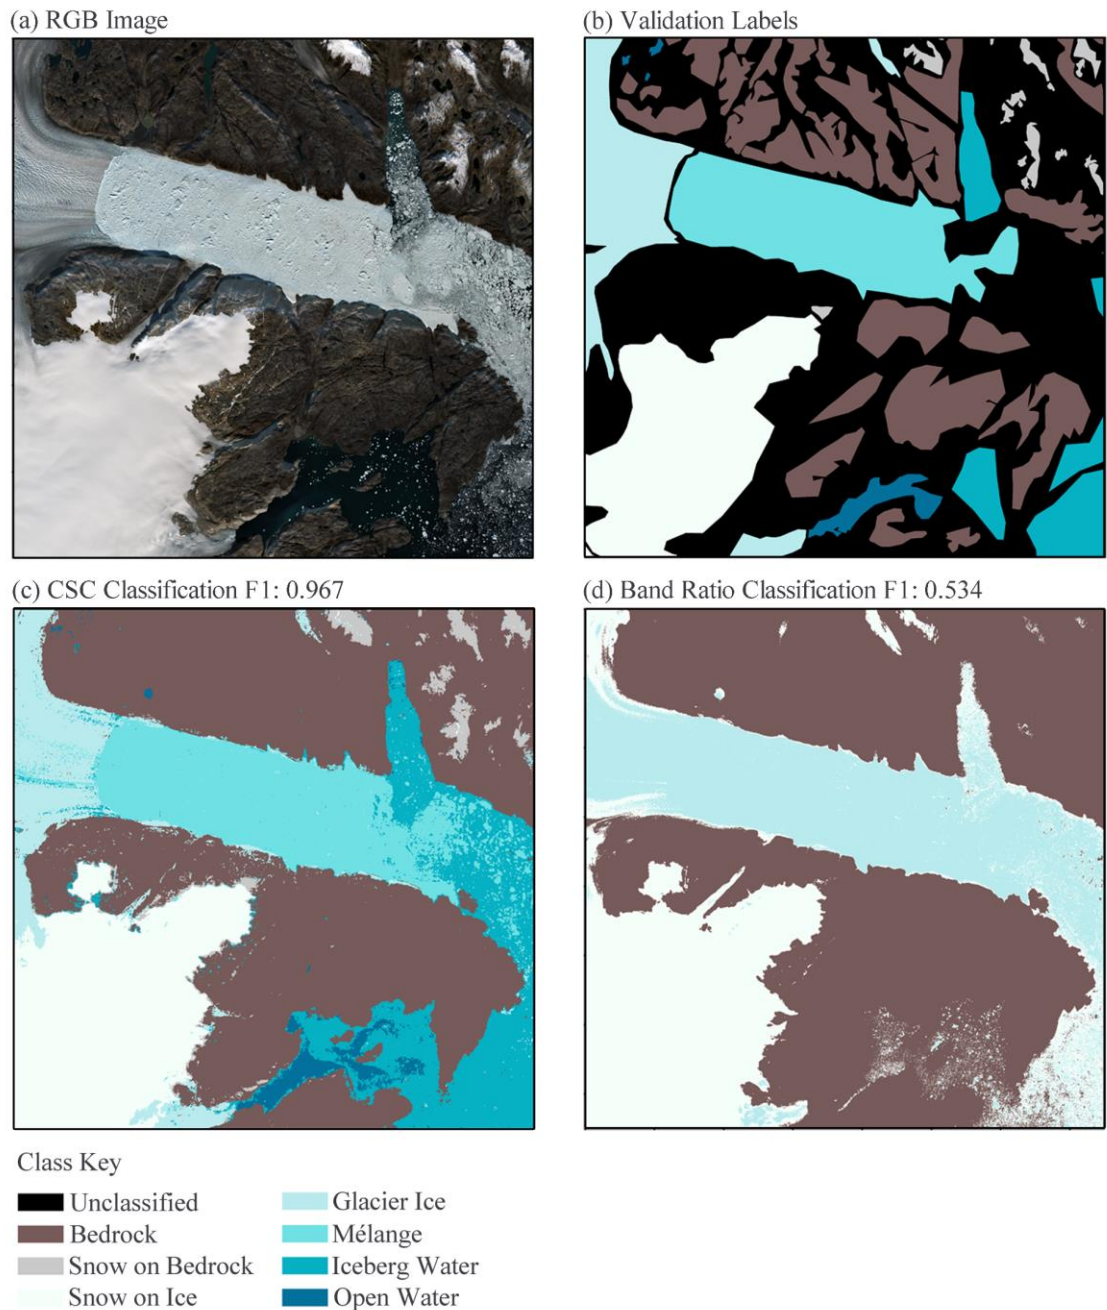 (a) RGB Image
(b) Validation Labels
(c) CSC Classification F1: 0.967
(d) Band Ratio Classification F1: 0.534
Class Key
Unclassified
Bedrock
Snow on Bedrock
Snow on Ice
Glacier Ice
Mélange
Iceberg Water
Open Water